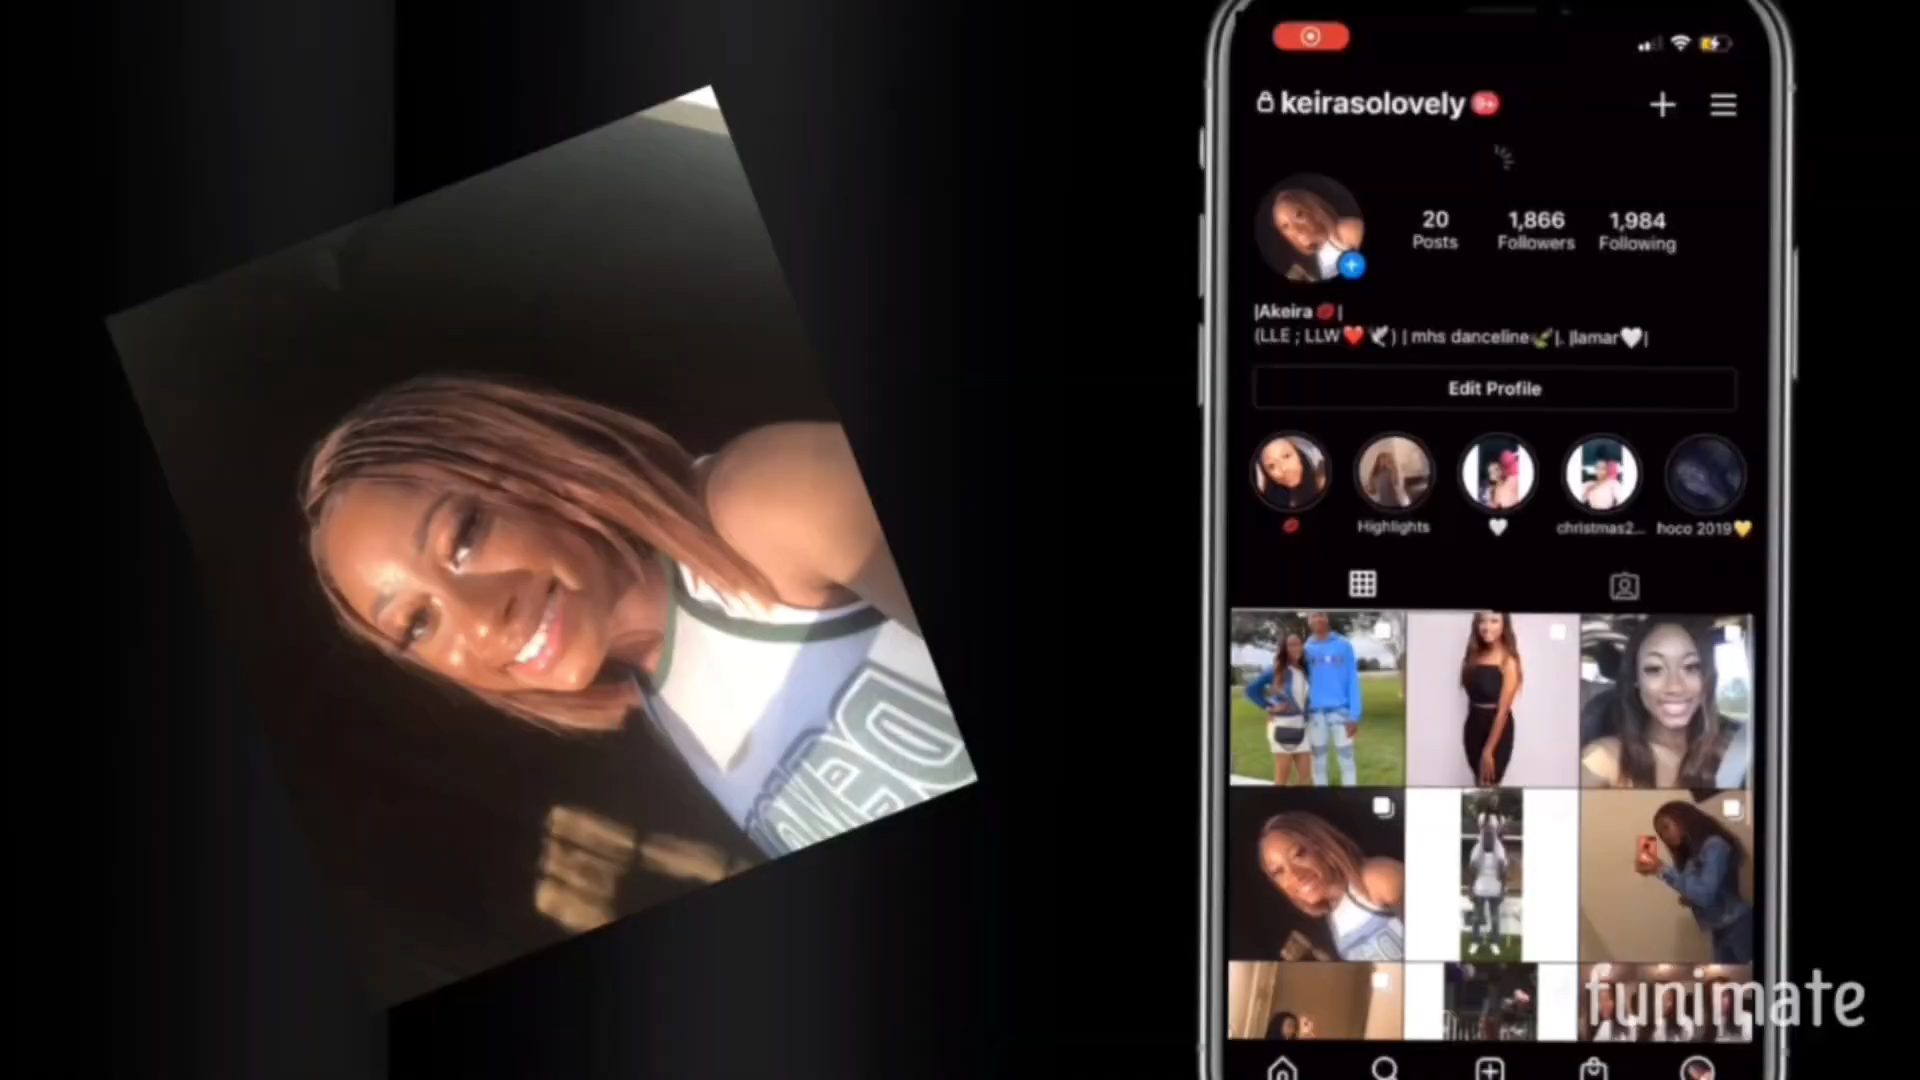 keirasolovely 9+
20 1,866 1,984
Posts Followers Following
|Akeira💋|
(LLE ; LLW❤️🕊️) | mhs danceline🌿|. |lamar🤍|
Edit Profile
💋 Highlights 🤍 christmas2... hoco 2019💛
funimate